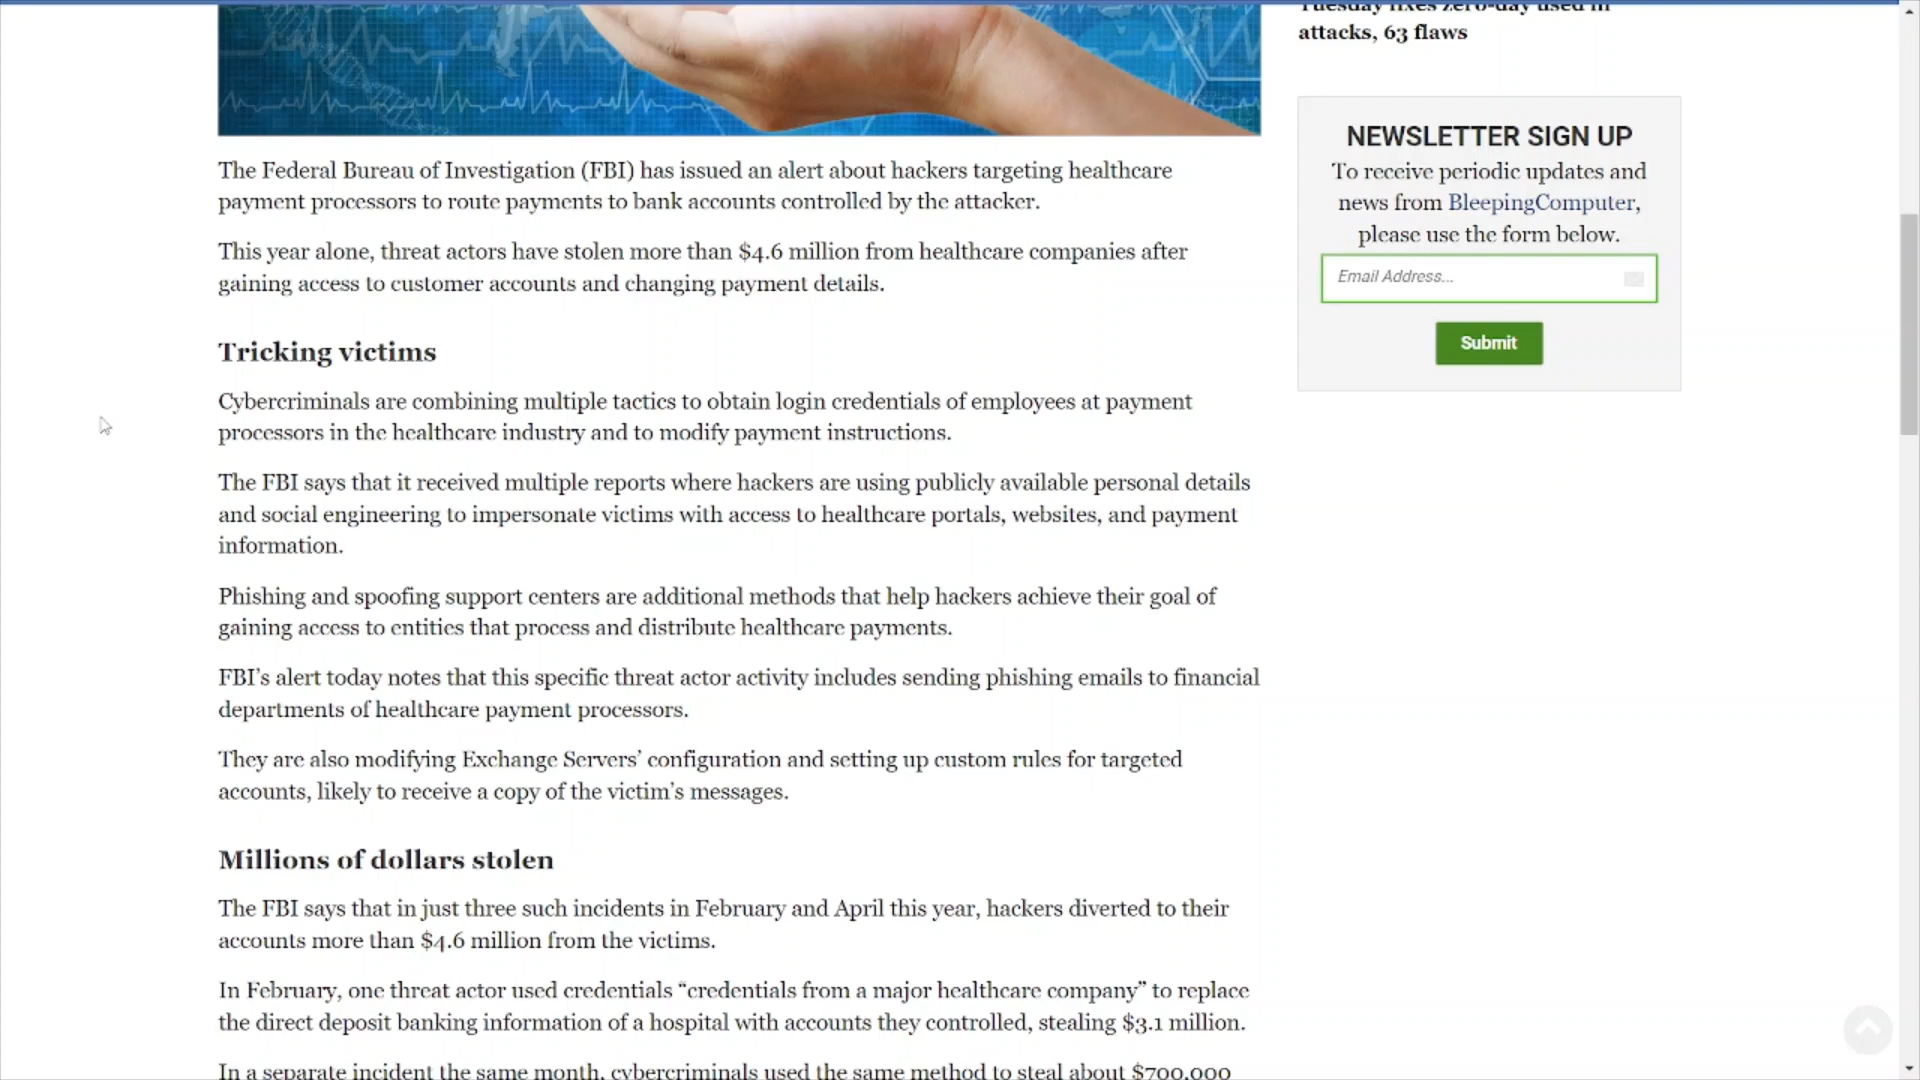 The Federal Bureau of Investigation (FBI) has issued an alert about hackers targeting healthcare
payment processors to route payments to bank accounts controlled by the attacker.
This year alone, threat actors have stolen more than $4.6 million from healthcare companies after
gaining access to customer accounts and changing payment details.
Tricking victims
Cybercriminals are combining multiple tactics to obtain login credentials of employees at payment
processors in the healthcare industry and to modify payment instructions.
The FBI says that it received multiple reports where hackers are using publicly available personal details
and social engineering to impersonate victims with access to healthcare portals, websites, and payment
information.
Phishing and spoofing support centers are additional methods that help hackers achieve their goal of
gaining access to entities that process and distribute healthcare payments.
FBI’s alert today notes that this specific threat actor activity includes sending phishing emails to financial
departments of healthcare payment processors.
They are also modifying Exchange Servers’ configuration and setting up custom rules for targeted
accounts, likely to receive a copy of the victim’s messages.
Millions of dollars stolen
The FBI says that in just three such incidents in February and April this year, hackers diverted to their
accounts more than $4.6 million from the victims.
In February, one threat actor used credentials “credentials from a major healthcare company” to replace
the direct deposit banking information of a hospital with accounts they controlled, stealing $3.1 million.
In a separate incident the same month, cybercriminals used the same method to steal about $700,000
Tuesday fixes zero-day used in
attacks, 63 flaws
NEWSLETTER SIGN UP
To receive periodic updates and
news from BleepingComputer,
please use the form below.
Email Address...
Submit